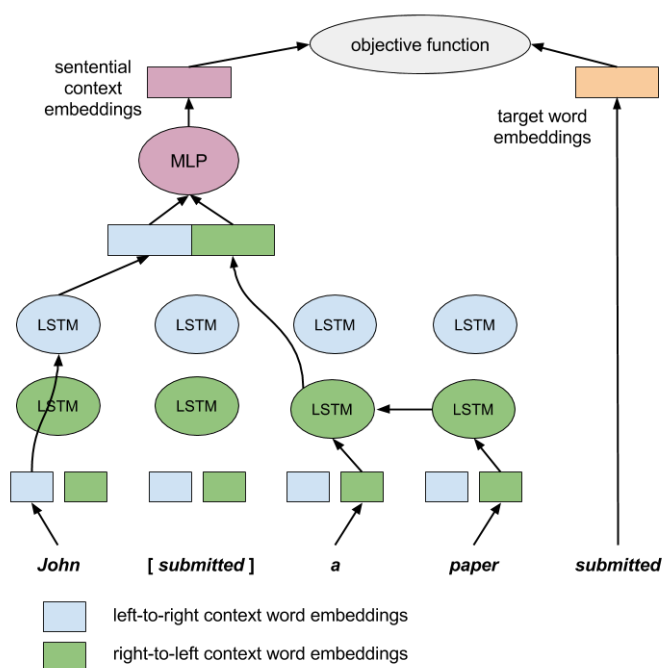 objective function
sentential
context
embeddings
target word
embeddings
MLP
LSTM LSTM LSTM LSTM
LSTM LSTM LSTM LSTM
John [ submitted ] a paper submitted
left-to-right context word embeddings
right-to-left context word embeddings